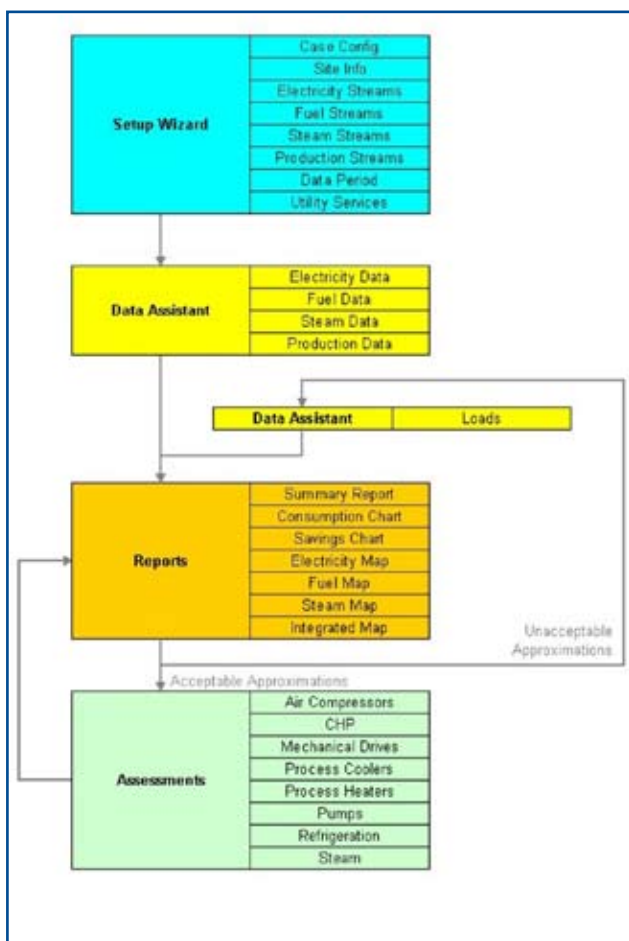 Case Config
Site Info
Electricity Streams
Fuel Streams
Setup Wizard
Steam Streams
Production Streams
Data Period
Utility Services
Electricity Data
Fuel Data
Data Assistant
Steam Data
Production Data
Data Assistant
Loads
Summary Report
Consumption Chart
Savings Chart
Reports
Electricity Map
Fuel Map
Steam Map
Integrated Map
Unacceptable
Approximations
Acceptable Approximations
Air Compressors
CHP
Mechanical Drives
Assessments
Process Coolers
Process Heaters
Pumps
Refrigeration
Steam